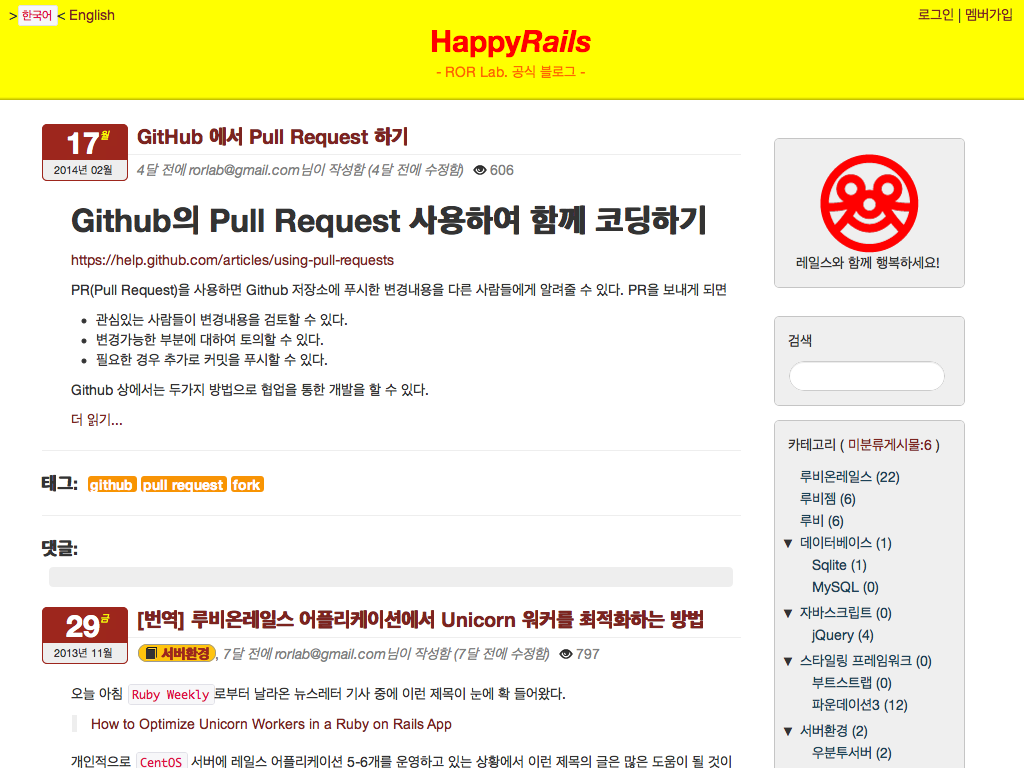 > 한국어 < English
로그인 | 멤버가입
HappyRails
- ROR Lab. 공식 블로그 -
17월
2014년 02월
GitHub 에서 Pull Request 하기
4달 전에 rorlab@gmail.com님이 작성함 (4달 전에 수정함) 606
Github의 Pull Request 사용하여 함께 코딩하기
https://help.github.com/articles/using-pull-requests
PR(Pull Request)을 사용하면 Github 저장소에 푸시한 변경내용을 다른 사람들에게 알려줄 수 있다. PR을 보내게 되면
• 관심있는 사람들이 변경내용을 검토할 수 있다.
• 변경가능한 부분에 대하여 토의할 수 있다.
• 필요한 경우 추가로 커밋을 푸시할 수 있다.
Github 상에서는 두가지 방법으로 협업을 통한 개발을 할 수 있다.
더 읽기...
태그: github pull request fork
댓글:
29금
2013년 11월
[번역] 루비온레일스 어플리케이션에서 Unicorn 워커를 최적화하는 방법
서버환경, 7달 전에 rorlab@gmail.com님이 작성함 (7달 전에 수정함) 797
오늘 아침 Ruby Weekly로부터 날라온 뉴스레터 기사 중에 이런 제목이 눈에 확 들어왔다.
How to Optimize Unicorn Workers in a Ruby on Rails App
개인적으로 CentOS 서버에 레일스 어플리케이션 5-6개를 운영하고 있는 상황에서 이런 제목의 글은 많은 도움이 될 것이
레일스와 함께 행복하세요!
검색
카테고리 ( 미분류게시물:6 )
루비온레일스 (22)
루비젬 (6)
루비 (6)
▼ 데이터베이스 (1)
Sqlite (1)
MySQL (0)
▼ 자바스크립트 (0)
jQuery (4)
▼ 스타일링 프레임워크 (0)
부트스트랩 (0)
파운데이션3 (12)
▼ 서버환경 (2)
우분투서버 (2)